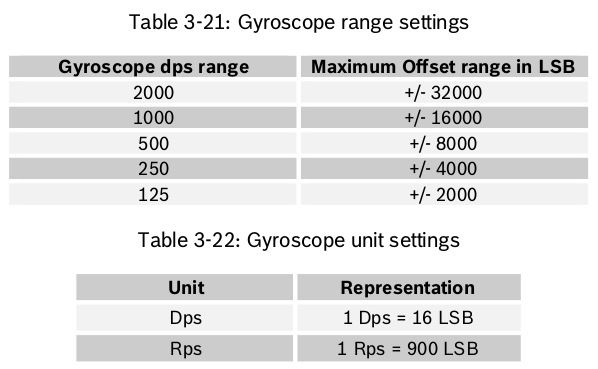 Table 3-21: Gyroscope range settings
Gyroscope dps range Maximum Offset range in LSB
2000 +/- 32000
1000 +/- 16000
500 +/- 8000
250 +/- 4000
125 +/- 2000
Table 3-22: Gyroscope unit settings
Unit Representation
Dps 1 Dps = 16 LSB
Rps 1 Rps = 900 LSB